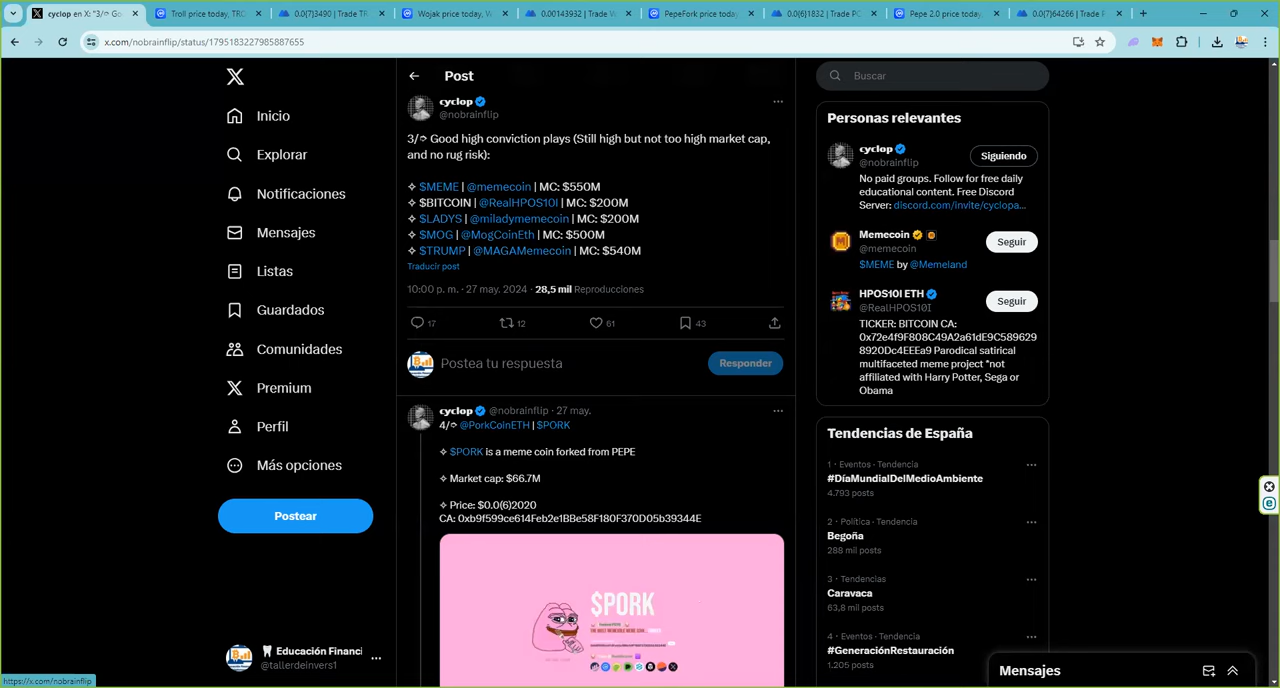 cyclop en X: "3/ Go
Troll price today, TRO
0.0(7)3490 | Trade TR
Wojak price today, W
0.00143932 | Trade W
PepeFork price today,
0.0(6)1832 | Trade PO
Pepe 2.0 price today,
0.0(7)64266 | Trade P
x.com/nobrainflip/status/1795183227985887655
Inicio
Explorar
Notificaciones
Mensajes
Listas
Guardados
Comunidades
Premium
Perfil
Más opciones
Postear
Educación Financi
@tallerdeinvers1
https://x.com/nobrainflip
Post
cyclop
@nobrainflip
3/ Good high conviction plays (Still high but not too high market cap,
and no rug risk):
✧ $MEME | @memecoin | MC: $550M
✧ $BITCOIN | @RealHPOS10I | MC: $200M
✧ $LADYS | @miladymemecoin | MC: $200M
✧ $MOG | @MogCoinEth | MC: $500M
✧ $TRUMP | @MAGAMemecoin | MC: $540M
Traducir post
10:00 p. m. · 27 may. 2024 · 28,5 mil Reproducciones
17 12 61 43
Postea tu respuesta
Responder
cyclop @nobrainflip · 27 may.
4/ @PorkCoinETH | $PORK
✧ $PORK is a meme coin forked from PEPE
✧ Market cap: $66.7M
✧ Price: $0.0(6)2020
CA: 0xb9f599ce614Feb2e1BBe58F180F370D05b39344E
$PORK
Buscar
Personas relevantes
cyclop
@nobrainflip
Siguiendo
No paid groups. Follow for free daily
educational content. Free Discord
Server: discord.com/invite/cyclopa...
Memecoin
@memecoin
Seguir
$MEME by @Memeland
HPOS10I ETH
@RealHPOS10I
Seguir
TICKER: BITCOIN CA:
0x72e4f9F808C49A2a61dE9C589629
8920Dc4EEEa9 Parodical satirical
multifaceted meme project *not
affiliated with Harry Potter, Sega or
Obama
Tendencias de España
1 · Eventos · Tendencia
#DíaMundialDelMedioAmbiente
4.793 posts
2 · Política · Tendencia
Begoña
288 mil posts
3 · Tendencias
Caravaca
63,8 mil posts
4 · Eventos · Tendencia
#GeneraciónRestauración
1.205 posts
Mensajes